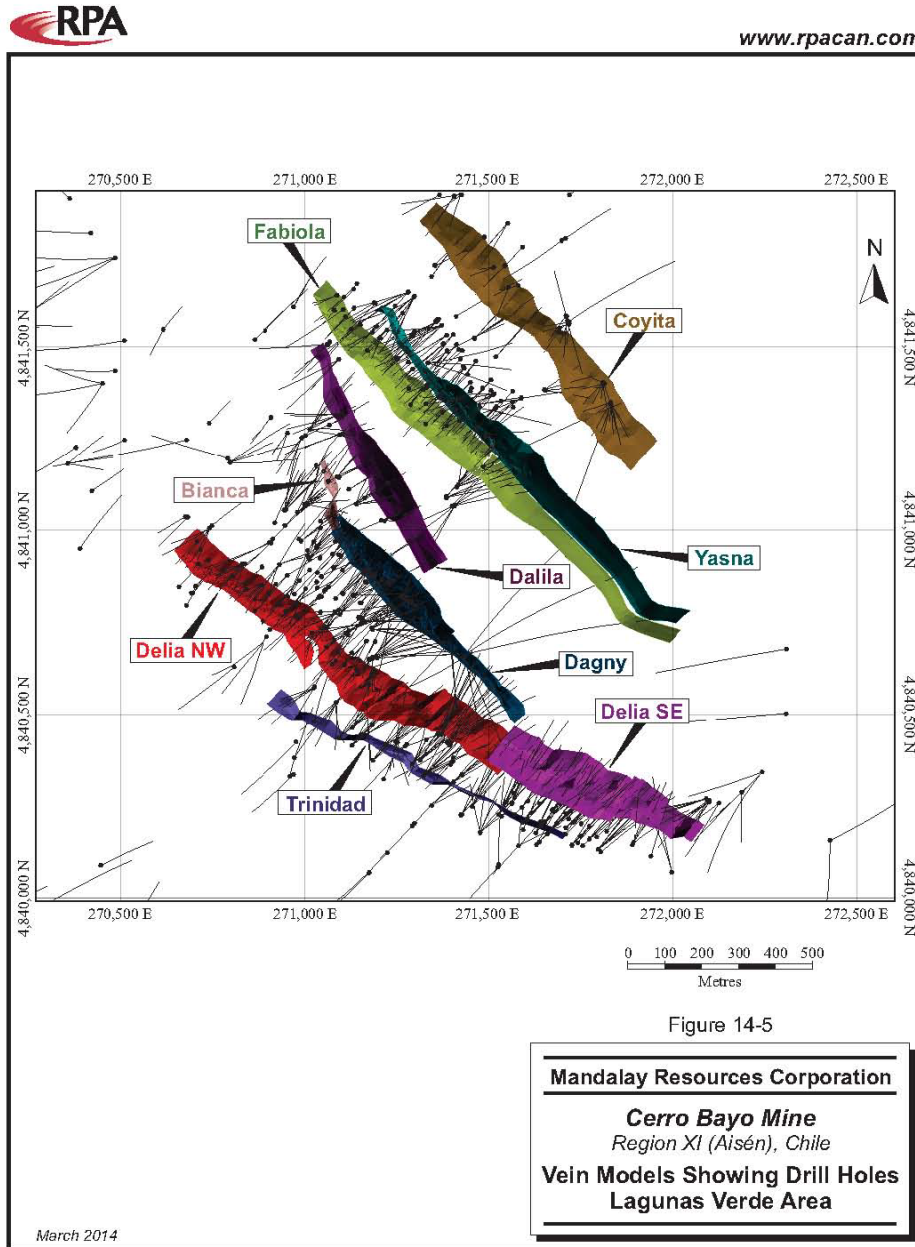 RPA
www.rpacan.com
270,500 E
271,000 E
271,500 E
272,000 E
272,500 E
Fabiola
N
Coyita
4,841,500 N
4,841,500 N
Bianca
4,841,000 N
4,841,000 N
Dalila
Yasna
Delia NW
Dagny
Delia SE
4,840,500 N
4,840,500 N
Trinidad
4,840,000 N
4,840,000 N
270,500 E
271,000 E
271,500 E
272,000 E
272,500 E
0 100 200 300 400 500
Metres
Figure 14-5
Mandalay Resources Corporation
Cerro Bayo Mine
Region XI (Aisén), Chile
Vein Models Showing Drill Holes
Lagunas Verde Area
March 2014